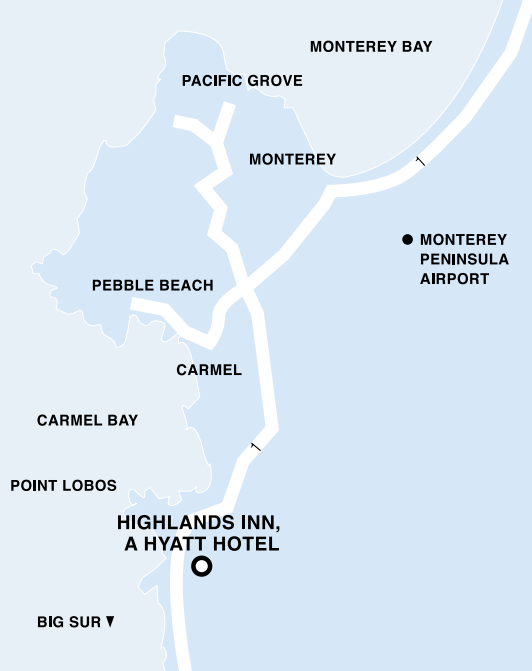 MONTEREY BAY
PACIFIC GROVE
MONTEREY
1
MONTEREY
PENINSULA
AIRPORT
PEBBLE BEACH
CARMEL
CARMEL BAY
1
POINT LOBOS
HIGHLANDS INN,
A HYATT HOTEL
BIG SUR